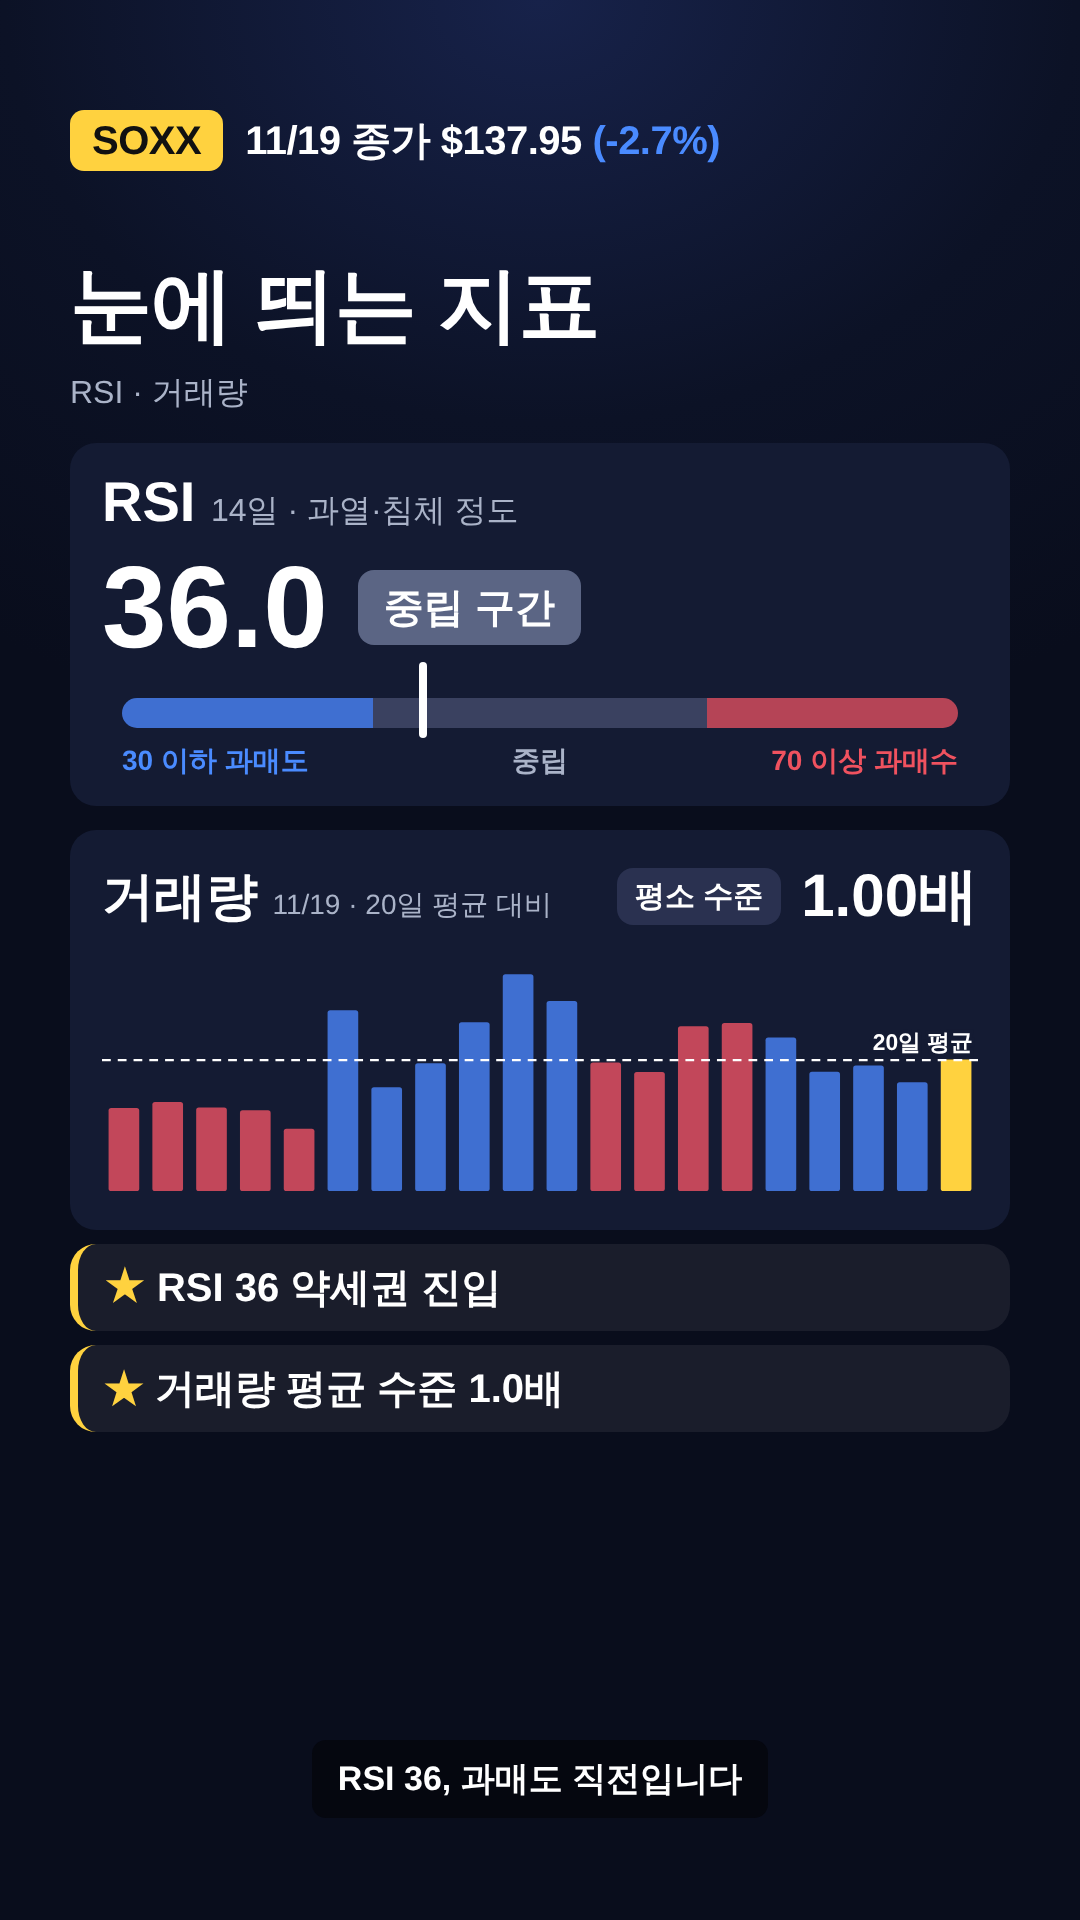 SOXX 11/19 종가 $137.95 (-2.7%)
눈에 띄는 지표
RSI · 거래량
RSI 14일 · 과열·침체 정도
36.0 중립 구간
30 이하 과매도 중립 70 이상 과매수
거래량 11/19 · 20일 평균 대비 평소 수준 1.00배
20일 평균
★ RSI 36 약세권 진입
★ 거래량 평균 수준 1.0배
RSI 36, 과매도 직전입니다